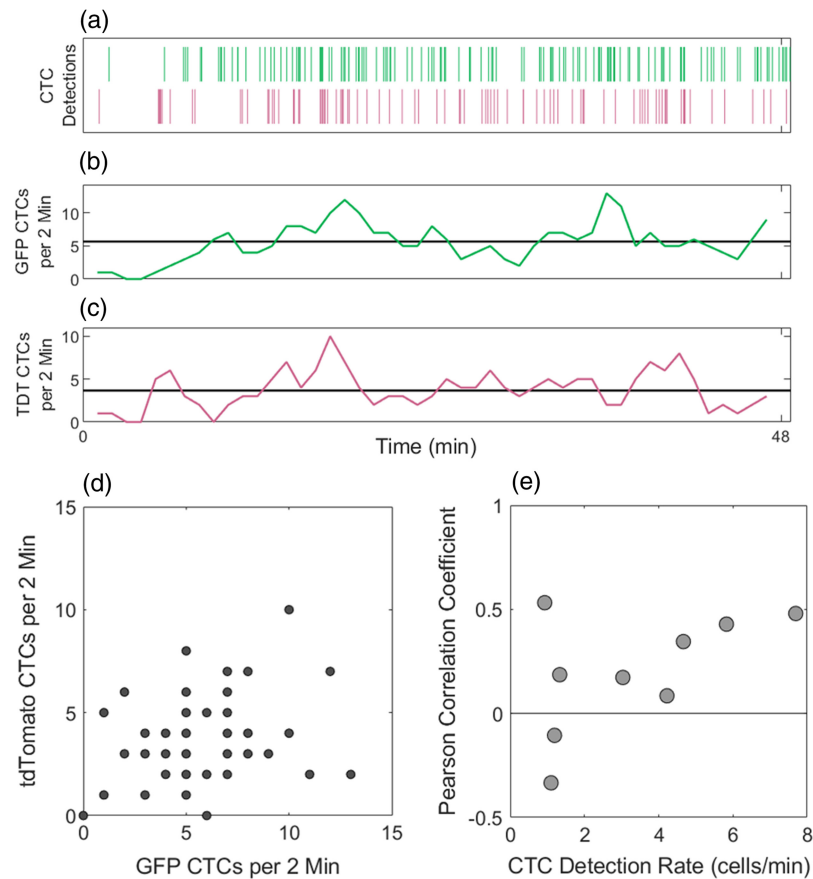 (a)
CTC
Detections
(b)
GFP CTCs
per 2 Min
10
5
0
(c)
TDT CTCs
per 2 Min
10
5
0
0
48
Time (min)
(d)
tdTomato CTCs per 2 Min
15
10
5
0
0
5
10
15
GFP CTCs per 2 Min
(e)
Pearson Correlation Coefficient
1
0.5
0
-0.5
0
2
4
6
8
CTC Detection Rate (cells/min)